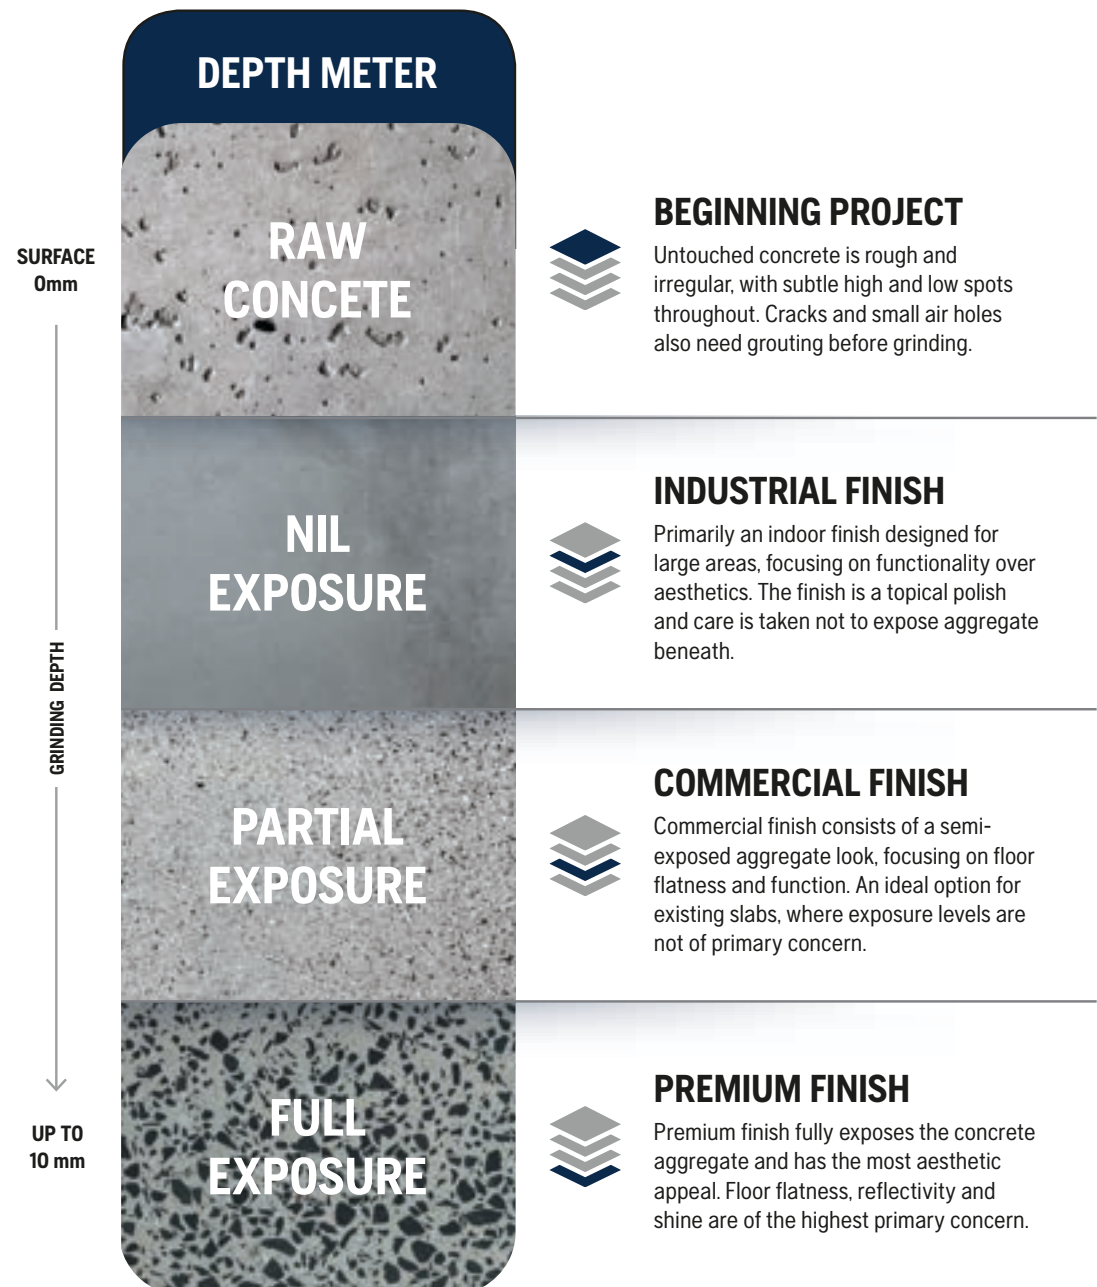 DEPTH METER
SURFACE
0mm
RAW
CONCETE
BEGINNING PROJECT
Untouched concrete is rough and
irregular, with subtle high and low spots
throughout. Cracks and small air holes
also need grouting before grinding.
GRINDING DEPTH
NIL
EXPOSURE
INDUSTRIAL FINISH
Primarily an indoor finish designed for
large areas, focusing on functionality over
aesthetics. The finish is a topical polish
and care is taken not to expose aggregate
beneath.
PARTIAL
EXPOSURE
COMMERCIAL FINISH
Commercial finish consists of a semi-
exposed aggregate look, focusing on floor
flatness and function. An ideal option for
existing slabs, where exposure levels are
not of primary concern.
UP TO
10 mm
FULL
EXPOSURE
PREMIUM FINISH
Premium finish fully exposes the concrete
aggregate and has the most aesthetic
appeal. Floor flatness, reflectivity and
shine are of the highest primary concern.